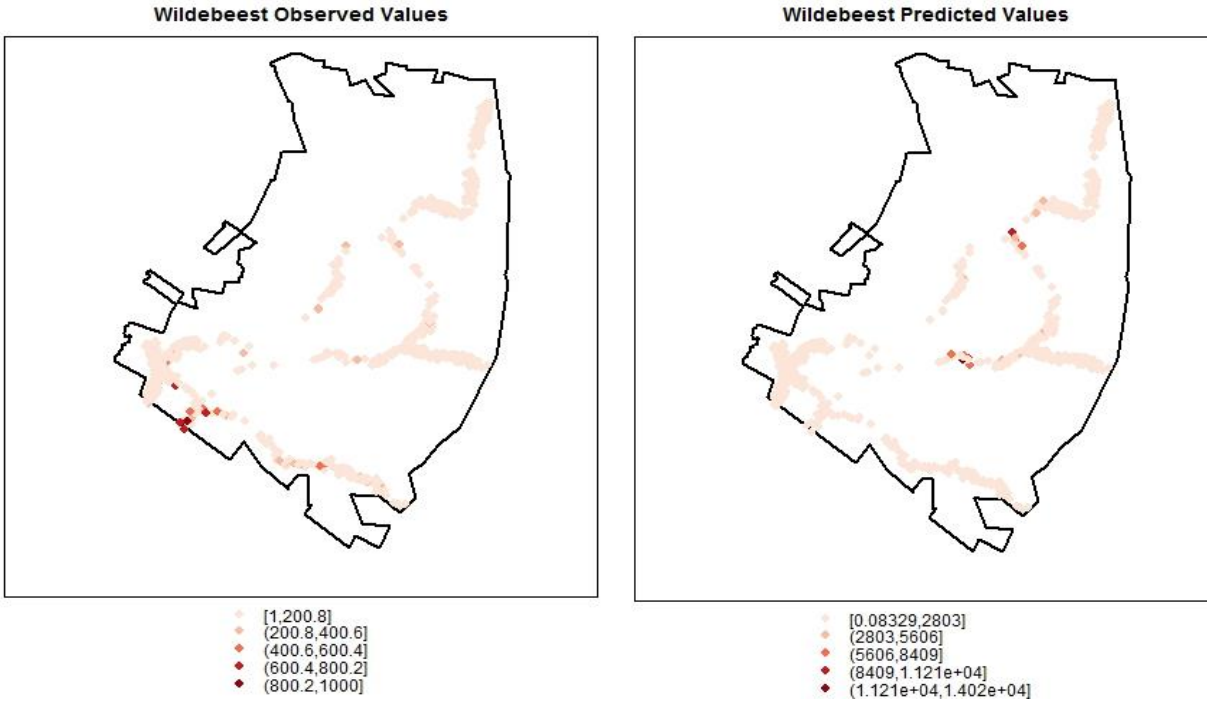 Wildebeest Observed Values
Wildebeest Predicted Values
[1,200.8]
(200.8,400.6]
(400.6,600.4]
(600.4,800.2]
(800.2,1000]
[0.08329,2803]
(2803,5606]
(5606,8409]
(8409,1.121e+04]
(1.121e+04,1.402e+04]